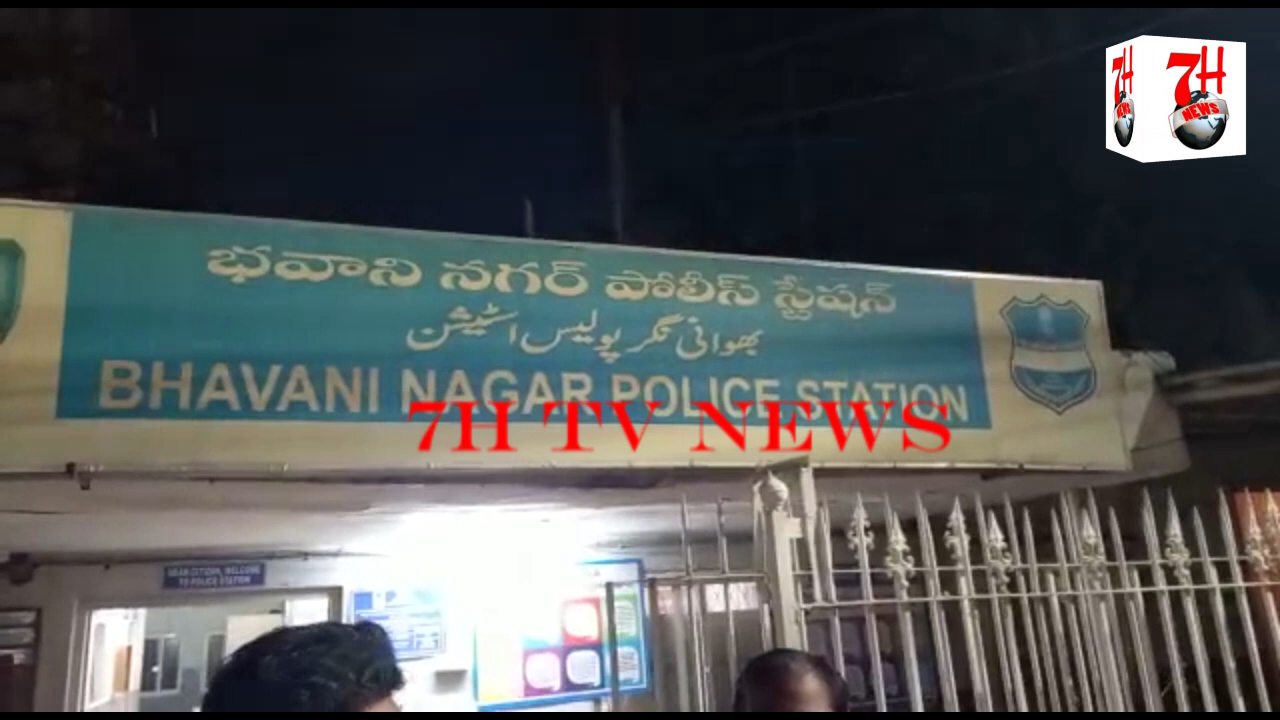 7H
NEWS
7H
NEWS
భవాని నగర్ పోలీస్ స్టేషన్
بھوانی نگر پولیس اسٹیشن
BHAVANI NAGAR POLICE STATION
7H TV NEWS
DEAR CITIZEN, WELCOME
TO POLICE STATION